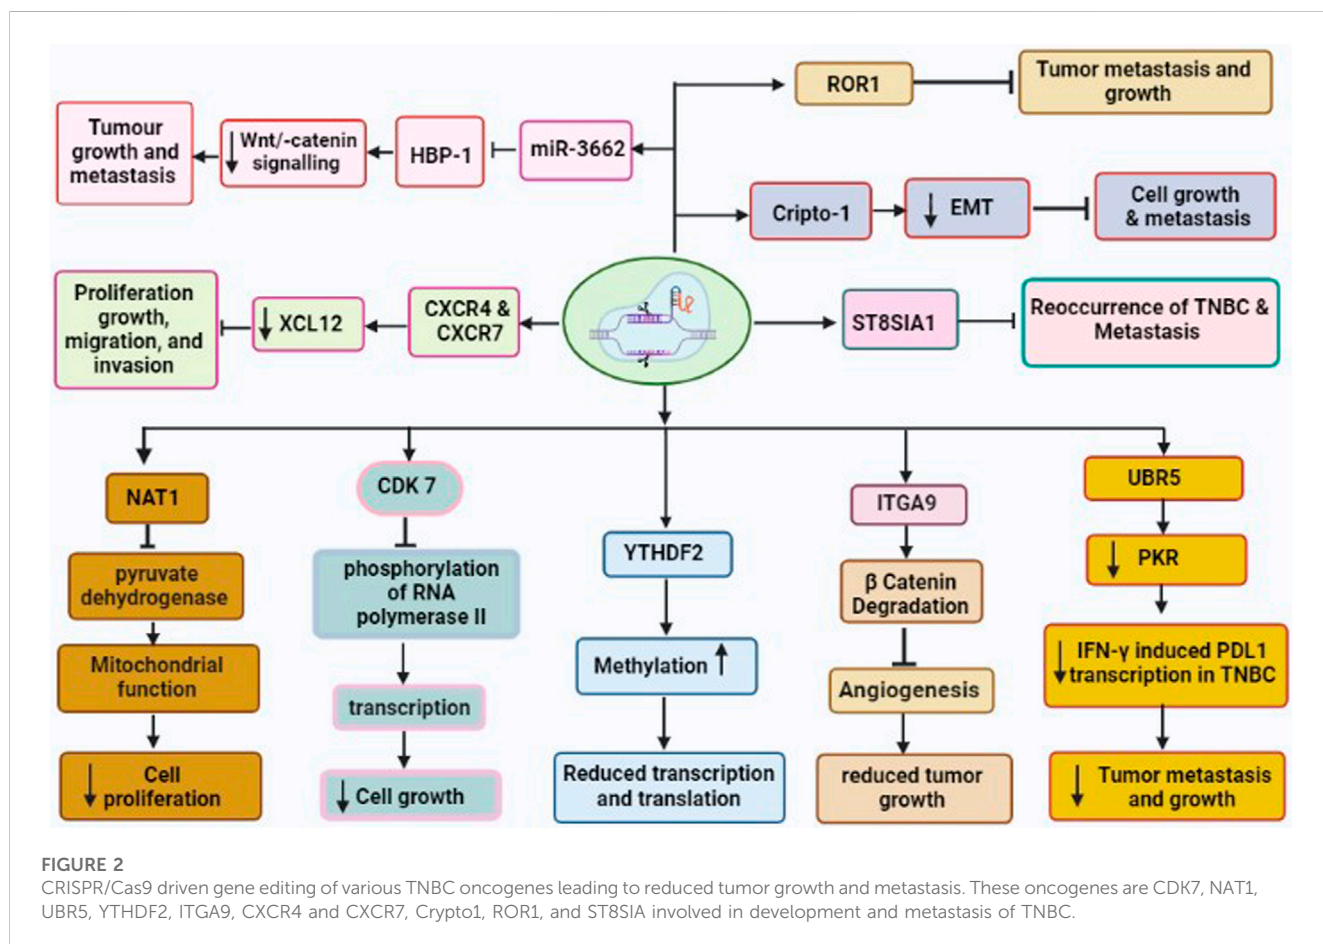 ROR1
Tumor metastasis and
growth
Tumour
growth and
metastasis
Wnt/-catenin
signalling
HBP-1
miR-3662
Cripto-1
EMT
Cell growth
& metastasis
Proliferation
growth,
migration, and
invasion
XCL12
CXCR4 &
CXCR7
ST8SIA1
Reoccurrence of TNBC &
Metastasis
NAT1
pyruvate
dehydrogenase
Mitochondrial
function
Cell
proliferation
CDK 7
phosphorylation
of RNA
polymerase II
transcription
Cell growth
YTHDF2
Methylation
Reduced transcription
and translation
ITGA9
β Catenin
Degradation
Angiogenesis
reduced tumor
growth
UBR5
PKR
IFN-γ induced PDL1
transcription in TNBC
Tumor metastasis
and growth
FIGURE 2
CRISPR/Cas9 driven gene editing of various TNBC oncogenes leading to reduced tumor growth and metastasis. These oncogenes are CDK7, NAT1,
UBR5, YTHDF2, ITGA9, CXCR4 and CXCR7, Crypto1, ROR1, and ST8SIA involved in development and metastasis of TNBC.